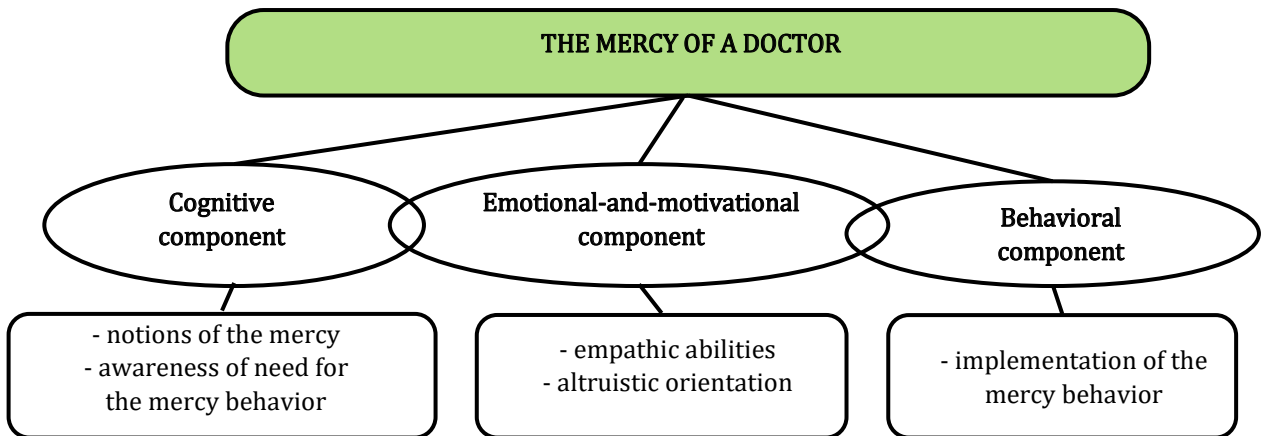 THE MERCY OF A DOCTOR
Cognitive
component
Emotional-and-motivational
component
Behavioral
component
- notions of the mercy
- awareness of need for
the mercy behavior
- empathic abilities
- altruistic orientation
- implementation of the
mercy behavior